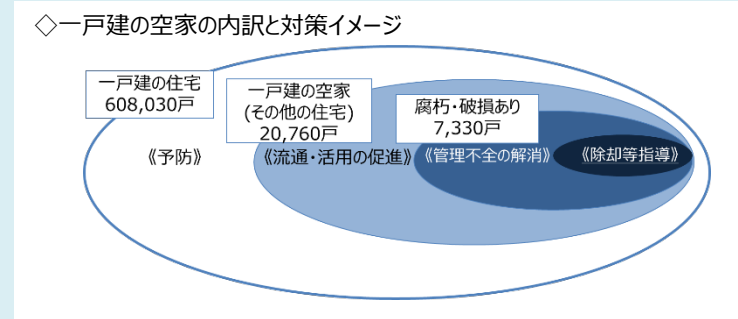 ◇一戸建の空家の内訳と対策イメージ
一戸建の住宅
608,030戸
一戸建の空家
(その他の住宅)
20,760戸
腐朽・破損あり
7,330戸
《予防》
《流通・活用の促進》
《管理不全の解消》
《除却等指導》